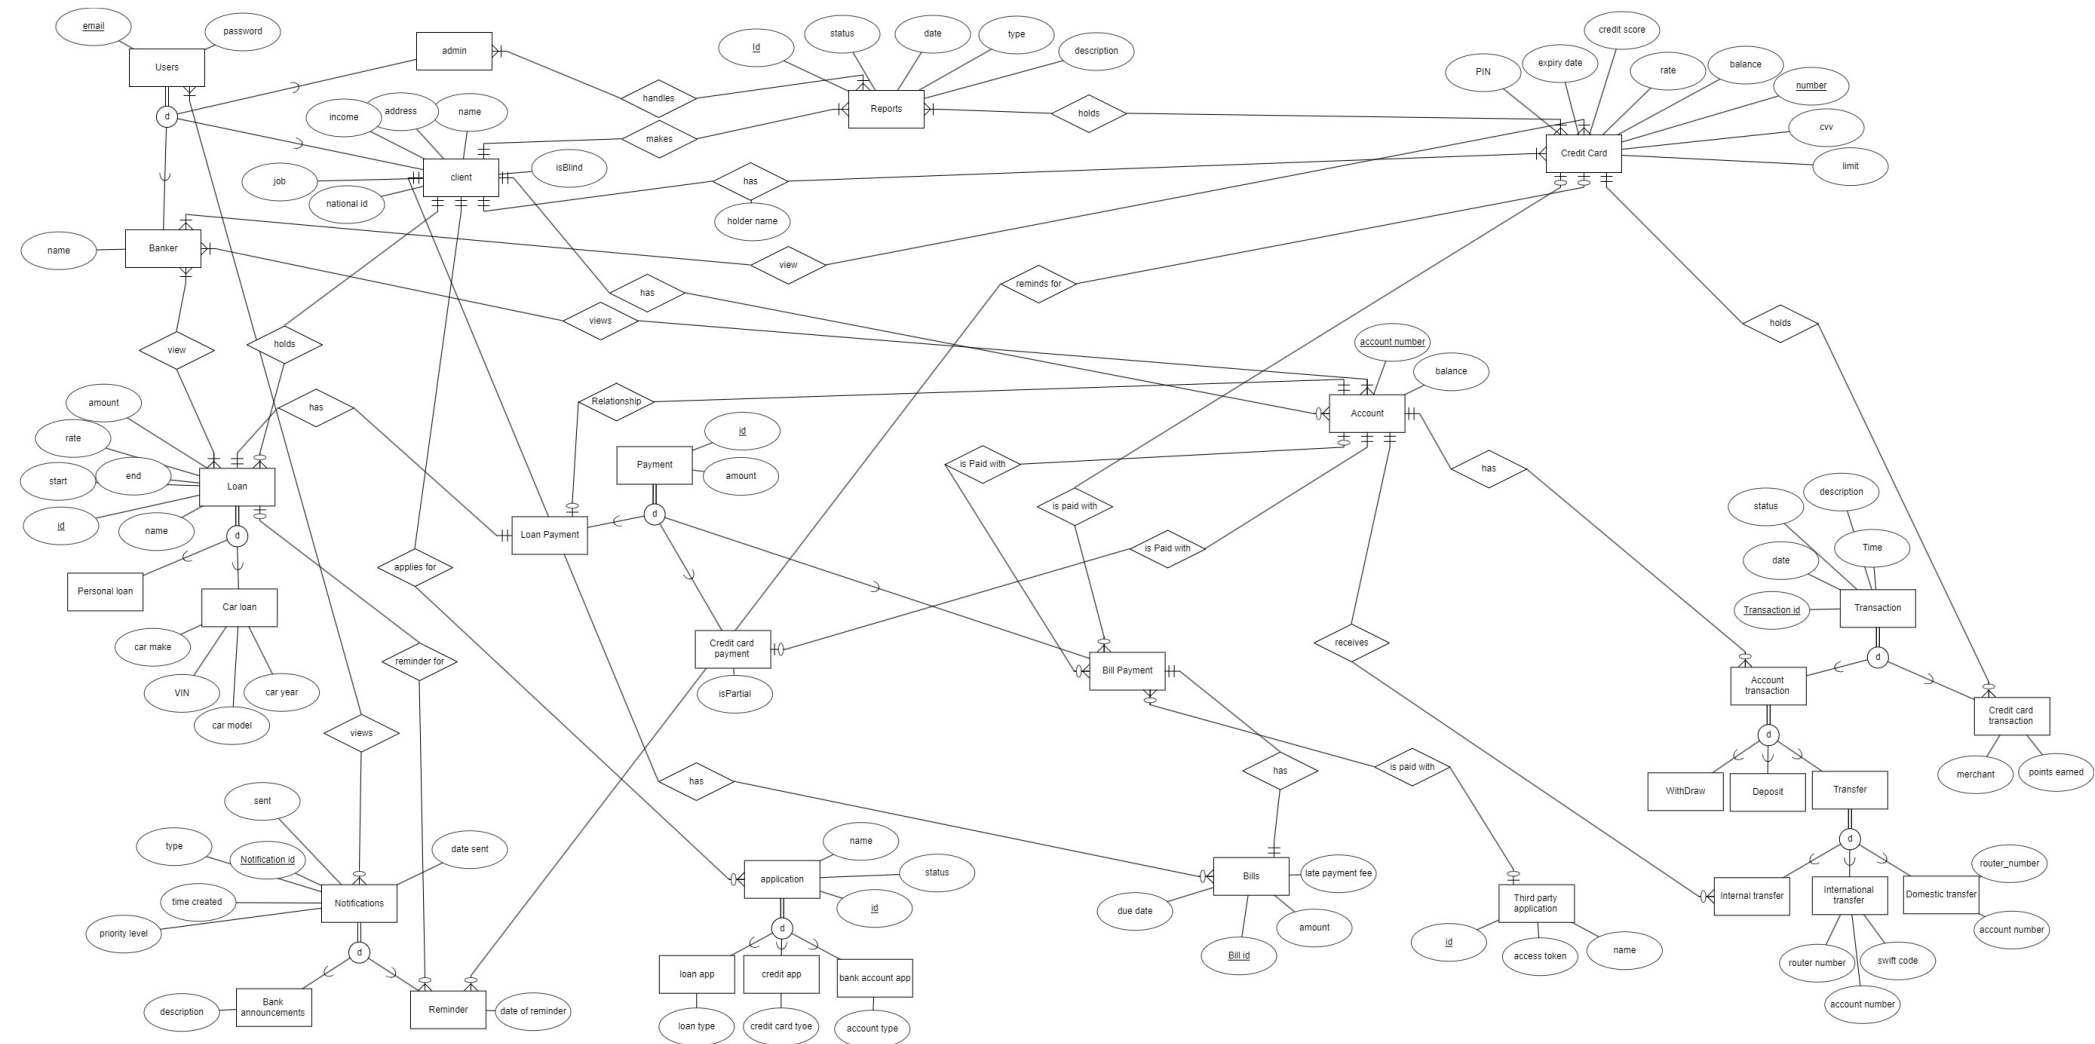 email
password
Users
admin
Id
status
date
type
description
credit score
expiry date
PIN
rate
balance
number
cvv
limit
Credit Card
handles
Reports
holds
makes
income
address
name
isBlind
client
job
national id
has
holder name
d
name
Banker
view
reminds for
has
views
holds
view
holds
account number
balance
Account
Relationship
has
amount
rate
start
end
id
name
Loan
d
Personal loan
Car loan
car make
VIN
car model
car year
id
Payment
amount
d
Loan Payment
is Paid with
is paid with
is Paid with
has
applies for
reminder for
Credit card
payment
isPartial
Bill Payment
receives
status
description
Time
date
Transaction id
Transaction
d
Account
transaction
Credit card
transaction
merchant
points earned
d
WithDraw
Deposit
Transfer
d
Internal transfer
International
transfer
Domestic transfer
router_number
account number
router number
swift code
account number
views
has
has
is paid with
sent
type
Notification id
date sent
time created
priority level
Notifications
d
Bank
announcements
description
Reminder
date of reminder
name
status
application
id
d
loan app
credit app
bank account app
loan type
credit card tyoe
account type
Bills
late payment fee
due date
Bill id
amount
Third party
application
id
access token
name